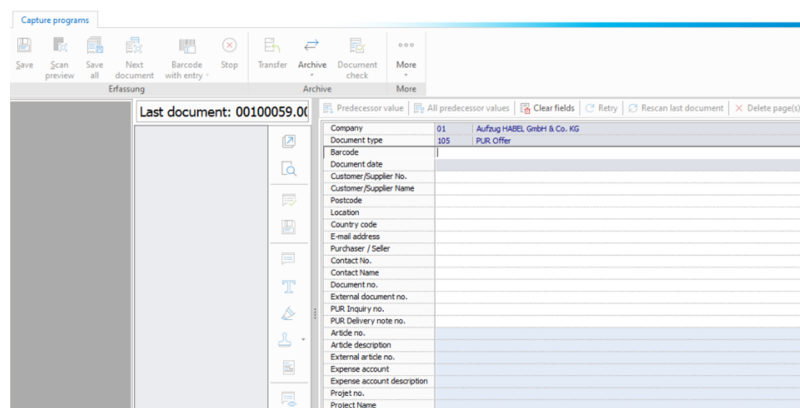 Capture programs
Save
Scan preview
Save all
Next document
Barcode with entry
Stop
Transfer
Archive
Document check
More
Erfassung
Archive
More
Last document: 00100059.00
Predecessor value
All predecessor values
Clear fields
Retry
Rescan last document
Delete page(s)
Company 01 Aufzug HABEL GmbH & Co. KG
Document type 105 PUR Offer
Barcode
Document date
Customer/Supplier No.
Customer/Supplier Name
Postcode
Location
Country code
E-mail address
Purchaser / Seller
Contact No.
Contact Name
Document no.
External document no.
PUR Inquiry no.
PUR Delivery note no.
Article no.
Article description
External article no.
Expense account
Expense account description
Projet no.
Project Name